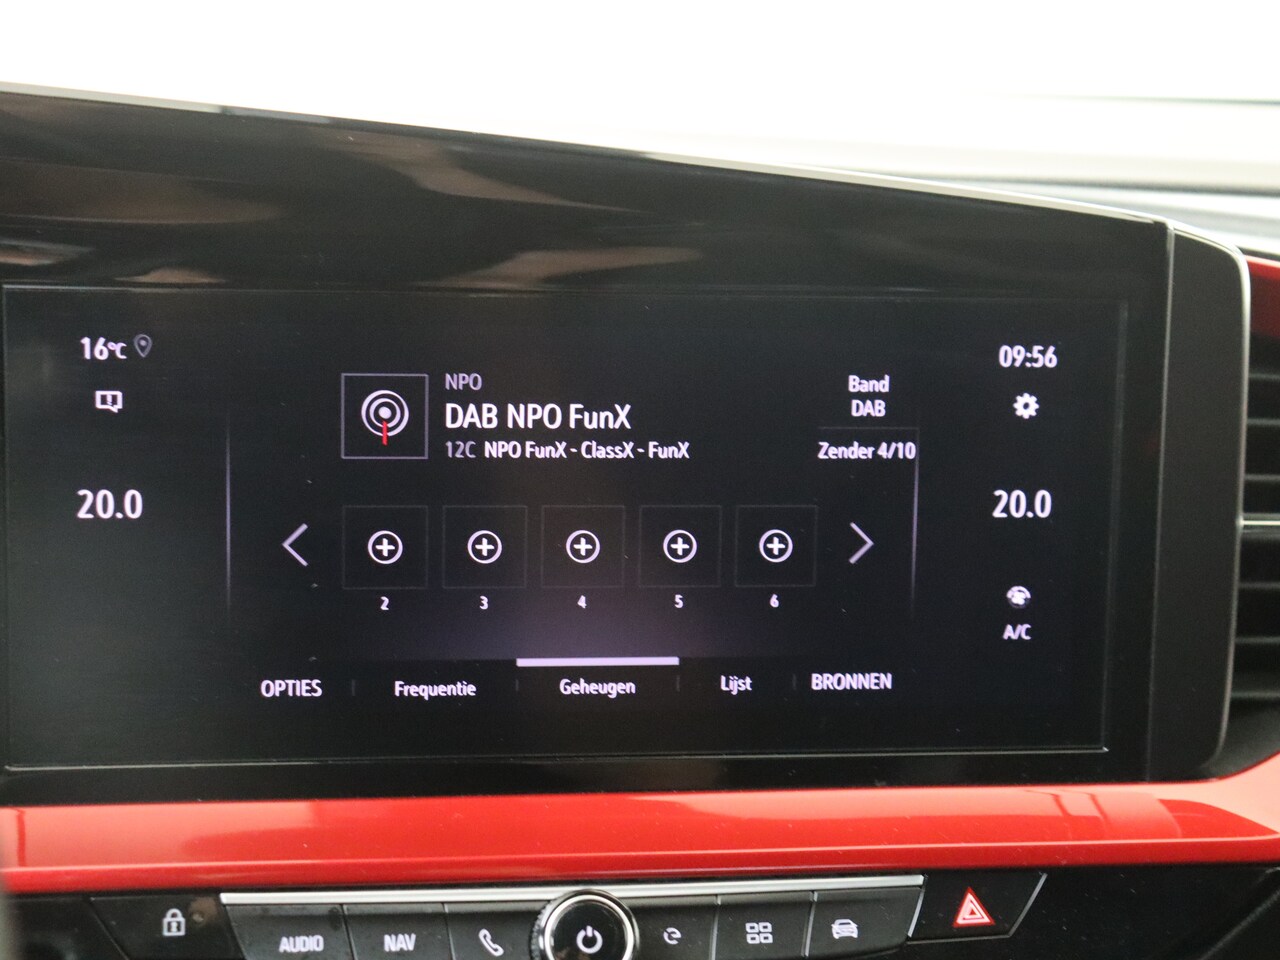 16°C
09:56
NPO
DAB NPO FunX
12C NPO FunX - ClassX - FunX
Band
DAB
Zender 4/10
20.0
20.0
2 3 4 5 6
A/C
OPTIES Frequentie Geheugen Lijst BRONNEN
AUDIO NAV